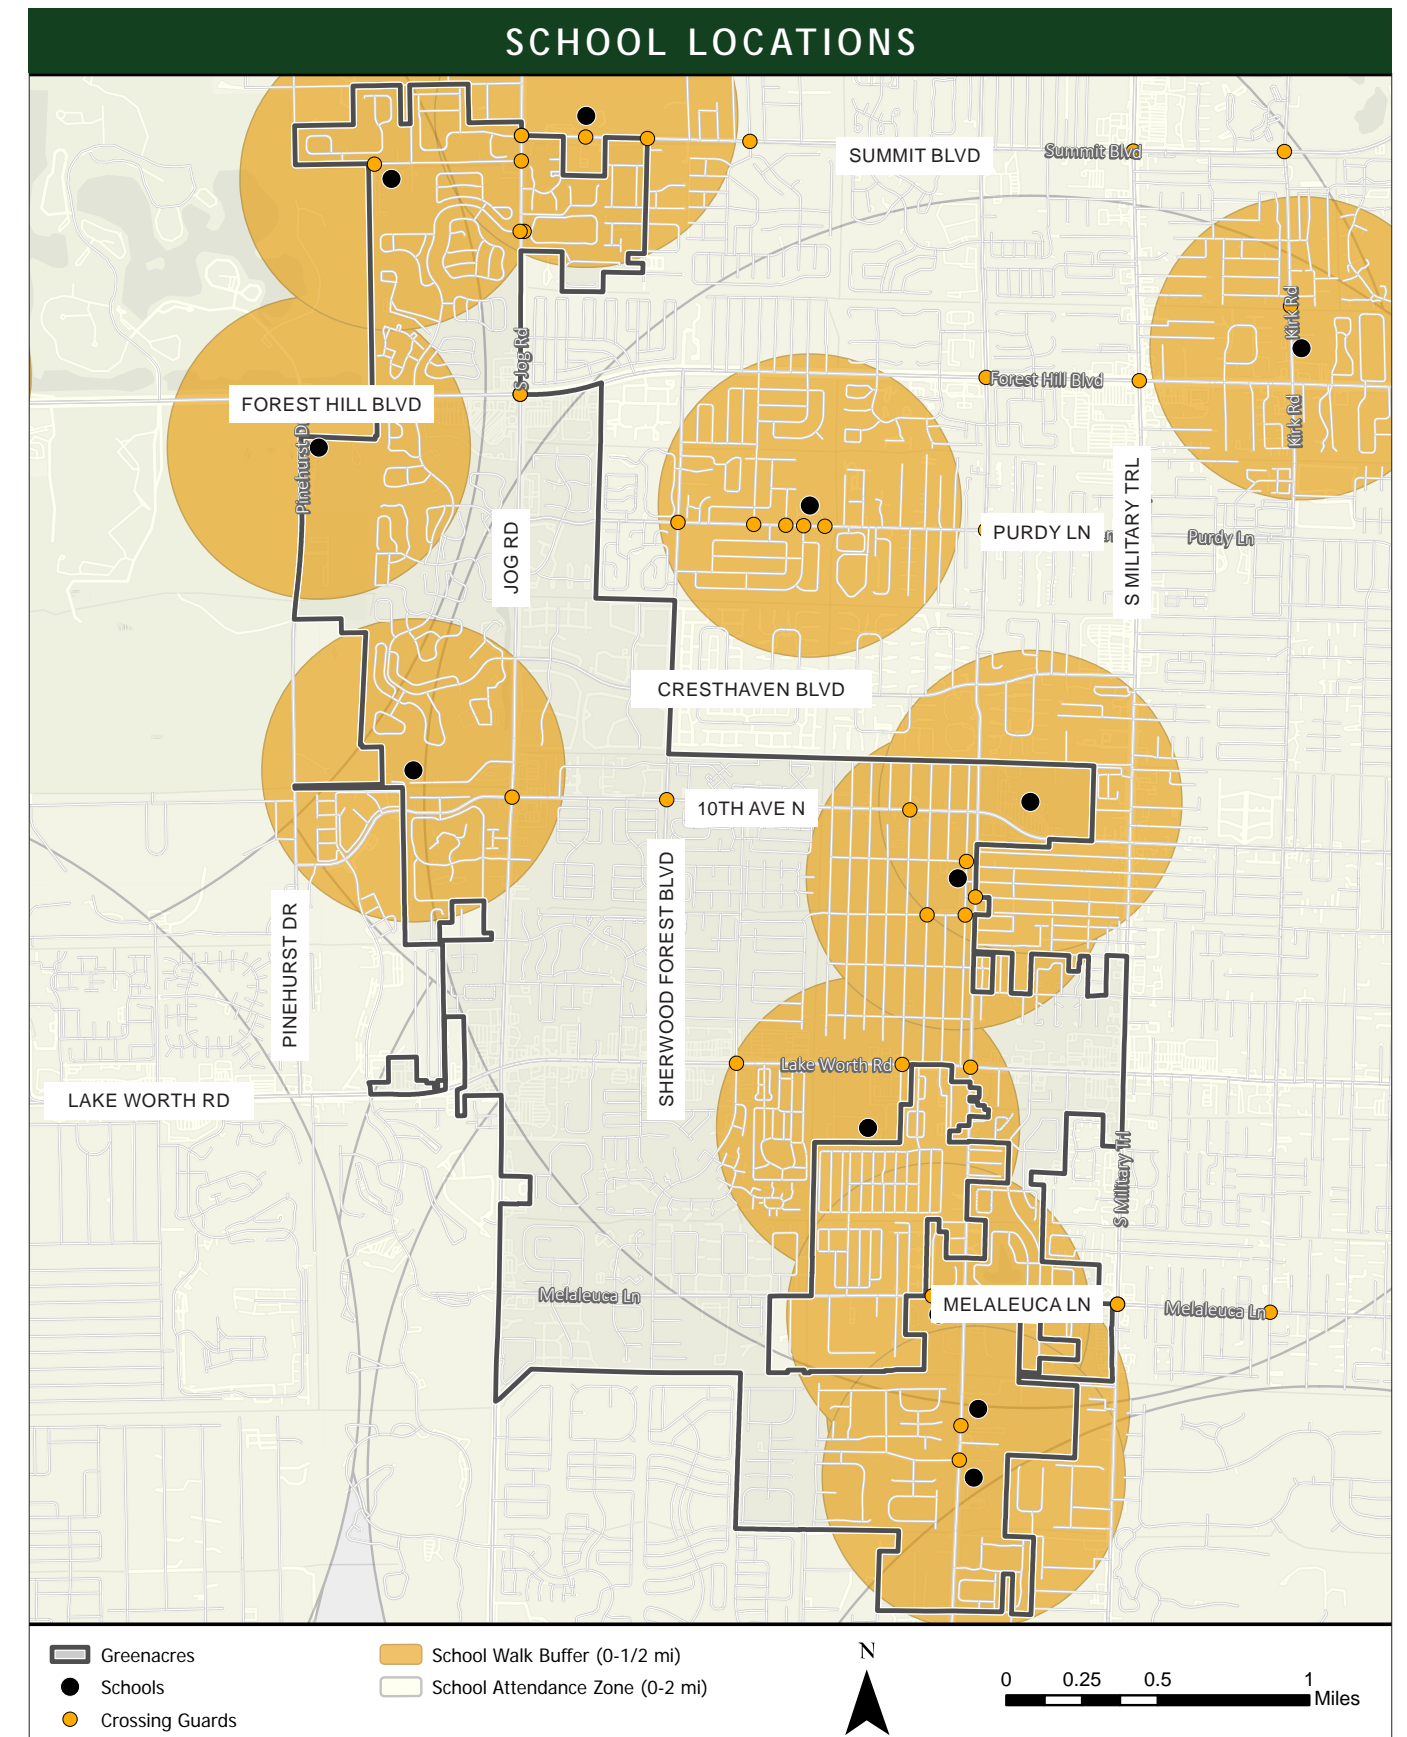 SCHOOL LOCATIONS
SUMMIT BLVD
Summit Blvd
Kirk Rd
S Jog Rd
Forest Hill Blvd
FOREST HILL BLVD
Kirk Rd
Pinehurst D
S MILITARY TRL
JOG RD
PURDY LN
Purdy Ln
CRESTHAVEN BLVD
10TH AVE N
SHERWOOD FOREST BLVD
PINEHURST DR
Lake Worth Rd
LAKE WORTH RD
S Military Trl
Melaleuca Ln
MELALEUCA LN
Melaleuca Ln
Greenacres
Schools
Crossing Guards
School Walk Buffer (0-1/2 mi)
School Attendance Zone (0-2 mi)
N
0 0.25 0.5 1
Miles